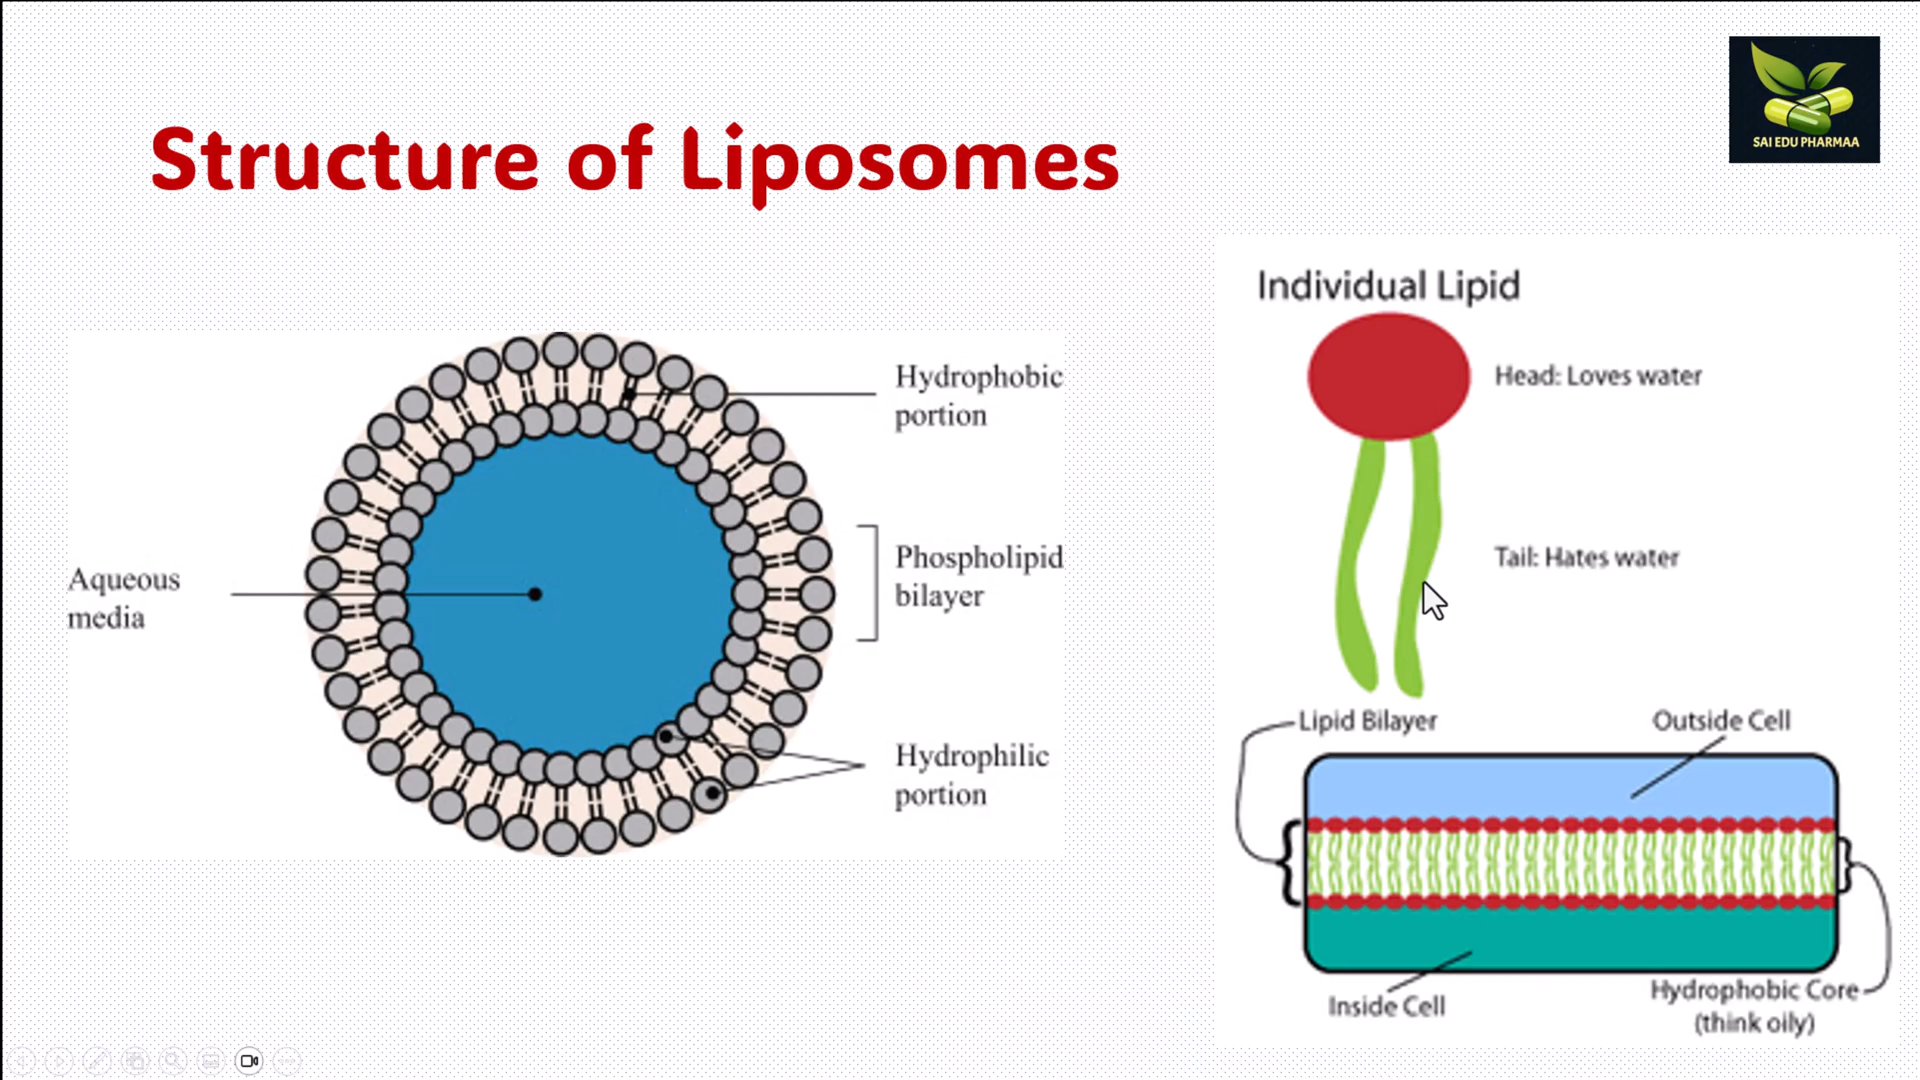 SAI EDU PHARMAA
Structure of Liposomes
Hydrophobic
portion
Phospholipid
bilayer
Aqueous
media
Hydrophilic
portion
Individual Lipid
Head: Loves water
Tail: Hates water
Lipid Bilayer
Outside Cell
Inside Cell
Hydrophobic Core
(think oily)